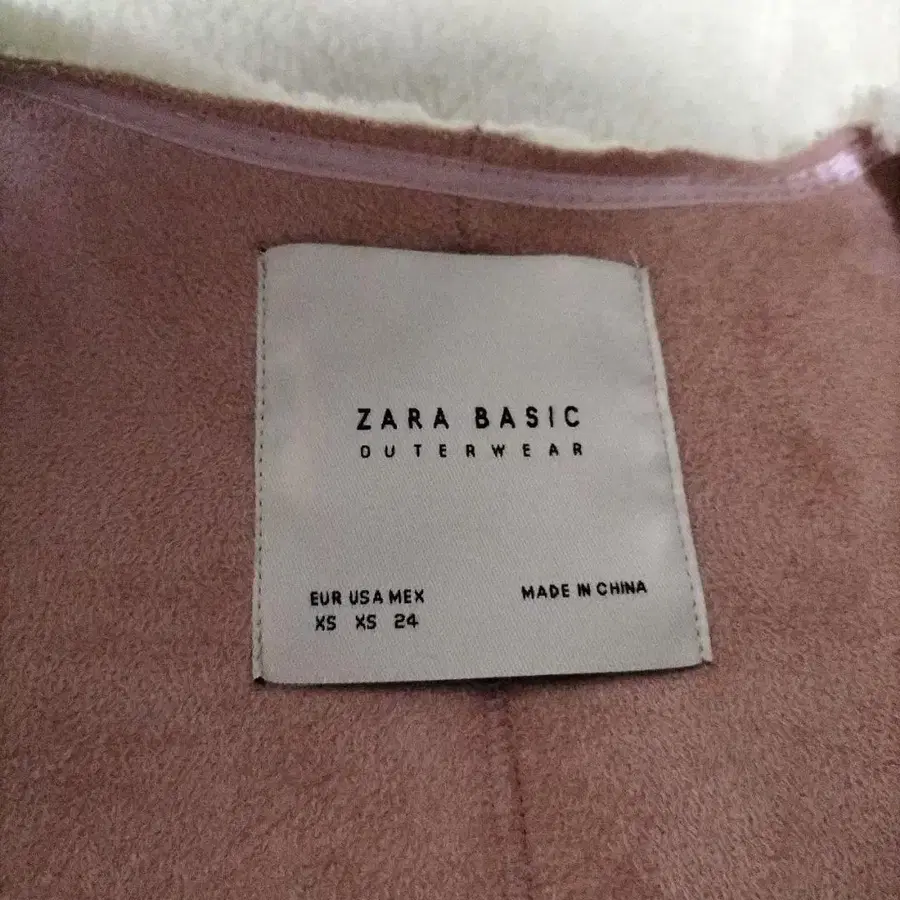 ZARA BASIC
OUTERWEAR
EUR USA MEX
XS XS 24
MADE IN CHINA